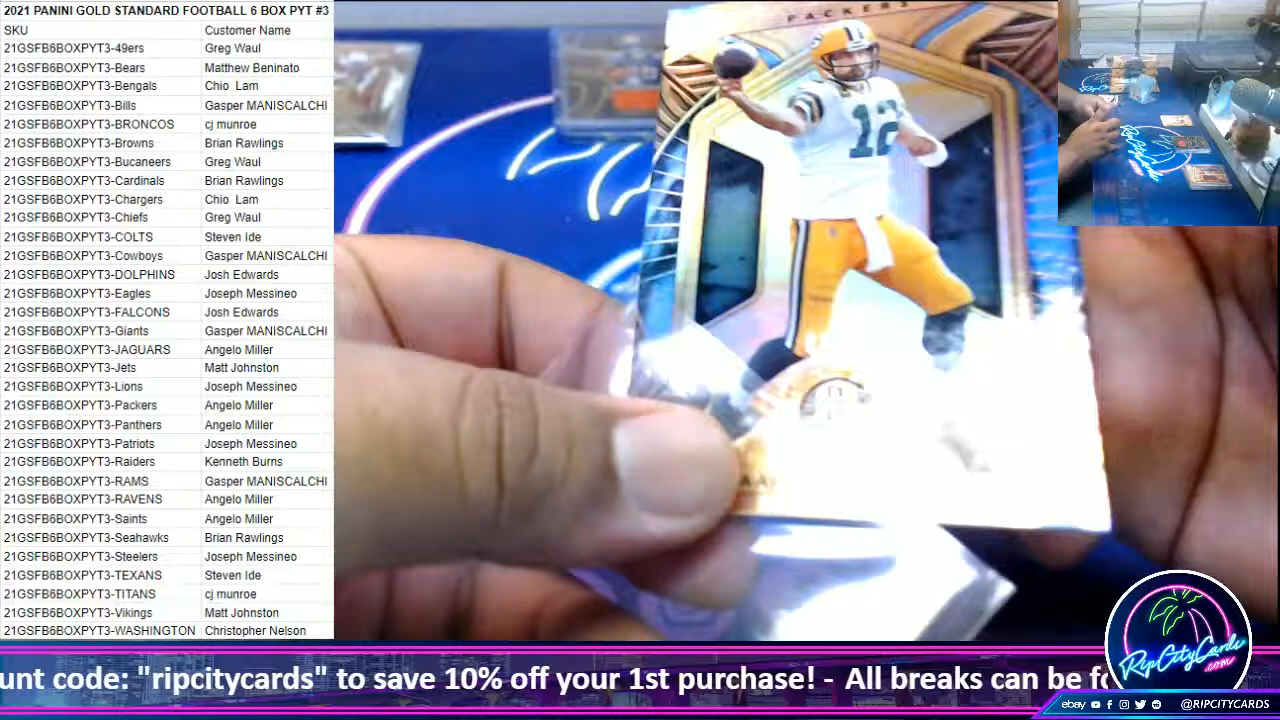 2021 PANINI GOLD STANDARD FOOTBALL 6 BOX PYT #3
SKU Customer Name
21GSFB6BOXPYT3-49ers Greg Waul
21GSFB6BOXPYT3-Bears Matthew Beninato
21GSFB6BOXPYT3-Bengals Chio Lam
21GSFB6BOXPYT3-Bills Gasper MANISCALCHI
21GSFB6BOXPYT3-BRONCOS cj munroe
21GSFB6BOXPYT3-Browns Brian Rawlings
21GSFB6BOXPYT3-Bucaneers Greg Waul
21GSFB6BOXPYT3-Cardinals Brian Rawlings
21GSFB6BOXPYT3-Chargers Chio Lam
21GSFB6BOXPYT3-Chiefs Greg Waul
21GSFB6BOXPYT3-COLTS Steven Ide
21GSFB6BOXPYT3-Cowboys Gasper MANISCALCHI
21GSFB6BOXPYT3-DOLPHINS Josh Edwards
21GSFB6BOXPYT3-Eagles Joseph Messineo
21GSFB6BOXPYT3-FALCONS Josh Edwards
21GSFB6BOXPYT3-Giants Gasper MANISCALCHI
21GSFB6BOXPYT3-JAGUARS Angelo Miller
21GSFB6BOXPYT3-Jets Matt Johnston
21GSFB6BOXPYT3-Lions Joseph Messineo
21GSFB6BOXPYT3-Packers Angelo Miller
21GSFB6BOXPYT3-Panthers Angelo Miller
21GSFB6BOXPYT3-Patriots Joseph Messineo
21GSFB6BOXPYT3-Raiders Kenneth Burns
21GSFB6BOXPYT3-RAMS Gasper MANISCALCHI
21GSFB6BOXPYT3-RAVENS Angelo Miller
21GSFB6BOXPYT3-Saints Angelo Miller
21GSFB6BOXPYT3-Seahawks Brian Rawlings
21GSFB6BOXPYT3-Steelers Joseph Messineo
21GSFB6BOXPYT3-TEXANS Steven Ide
21GSFB6BOXPYT3-TITANS cj munroe
21GSFB6BOXPYT3-Vikings Matt Johnston
21GSFB6BOXPYT3-WASHINGTON Christopher Nelson
PACKERS
12
RipCityCards
unt code: "ripcitycards" to save 10% off your 1st purchase! - All breaks can be fo
RipCityCards
.com
ebay @RIPCITYCARDS